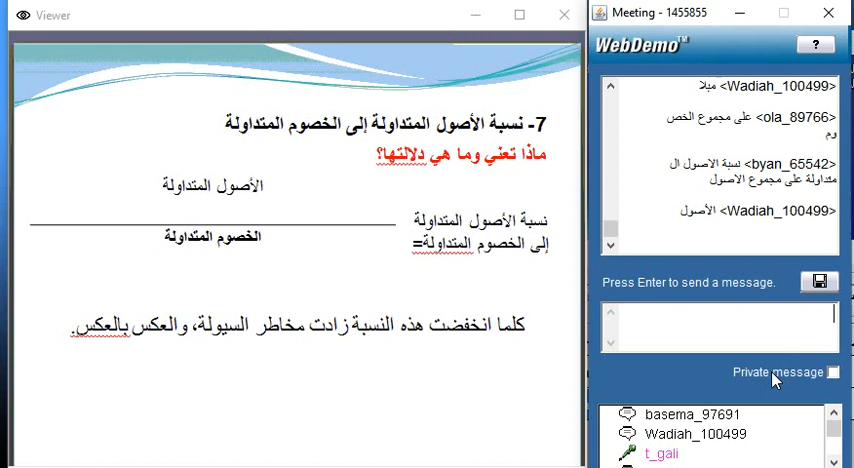 Viewer
7- نسبة الأصول المتداولة إلى الخصوم المتداولة
ماذا تعني وما هي دلالتها؟
الأصول المتداولة
نسبة الأصول المتداولة
إلى الخصوم المتداولة=
الخصوم المتداولة
كلما انخفضت هذه النسبة زادت مخاطر السيولة، والعكس بالعكس.
Meeting - 1455855
WebDemo™
?
<Wadiah_100499> مبلا
<ola_89766> على مجموع الخص
وم
<byan_65542> نسبة الاصول ال
متداولة على مجموع الاصول
<Wadiah_100499> الأصول
Press Enter to send a message.
Private message
basema_97691
Wadiah_100499
t_gali